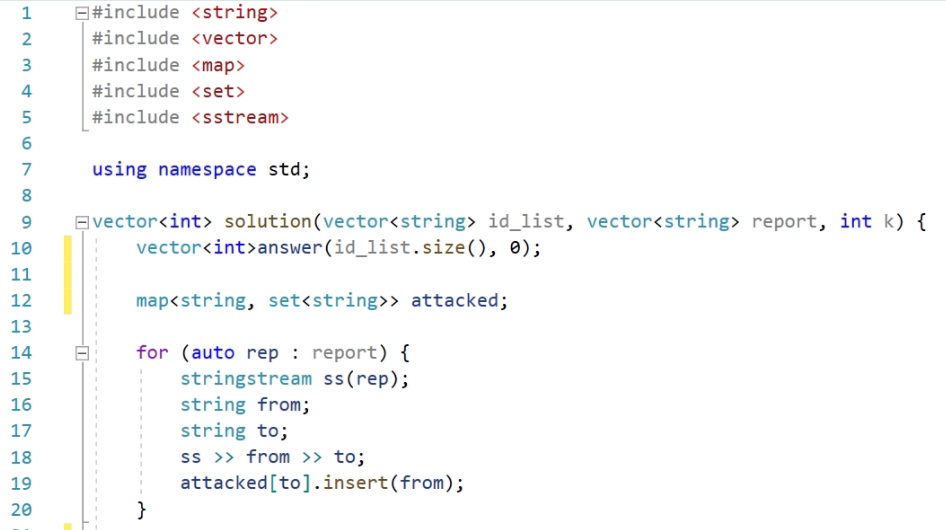 1 #include <string>
2 #include <vector>
3 #include <map>
4 #include <set>
5 #include <sstream>
6
7 using namespace std;
8
9 vector<int> solution(vector<string> id_list, vector<string> report, int k) {
10     vector<int>answer(id_list.size(), 0);
11
12     map<string, set<string>> attacked;
13
14     for (auto rep : report) {
15         stringstream ss(rep);
16         string from;
17         string to;
18         ss >> from >> to;
19         attacked[to].insert(from);
20     }